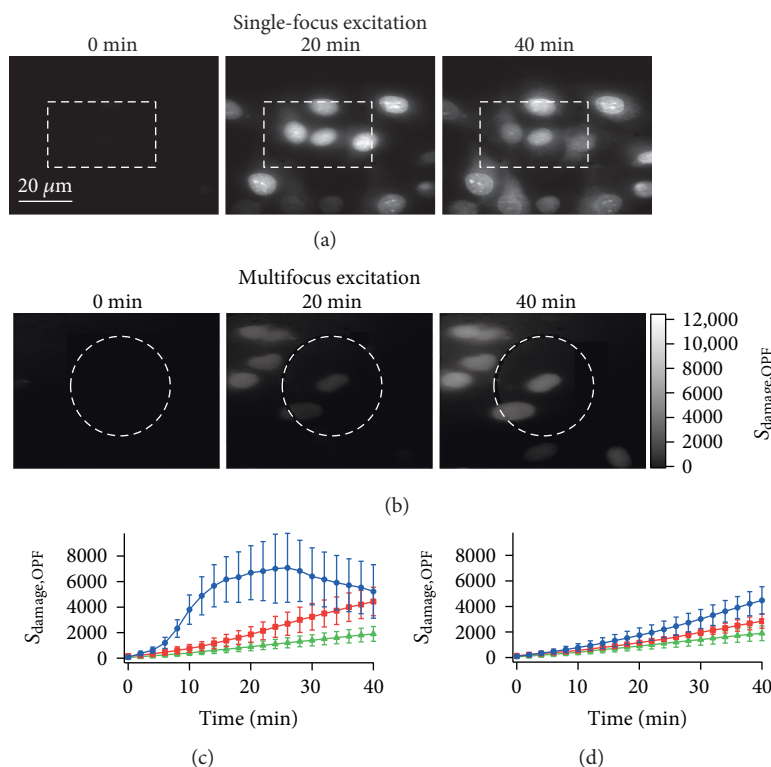 Single-focus excitation
0 min 20 min 40 min
20 μm
(a)
Multifocus excitation
0 min 20 min 40 min
12,000
10,000
8000
6000
4000
2000
0
S_damage,OPF
(b)
8000
6000
4000
2000
0
S_damage,OPF
0 10 20 30 40
Time (min)
(c)
8000
6000
4000
2000
0
S_damage,OPF
0 10 20 30 40
Time (min)
(d)